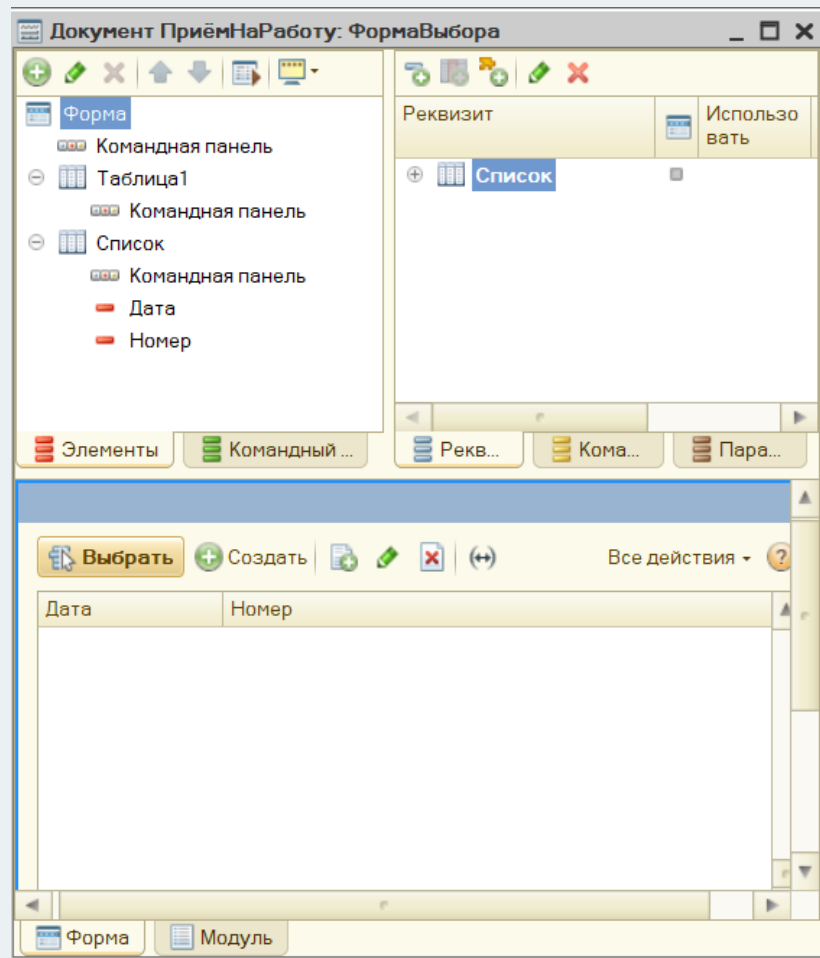 Документ ПриёмНаРаботу: ФормаВыбора
Форма
Командная панель
Таблица1
Командная панель
Список
Командная панель
Дата
Номер
Элементы
Командный ...
Реквизит
Использо
вать
Список
Рекв...
Кома...
Пара...
Выбрать
Создать
Все действия
Дата
Номер
Форма
Модуль